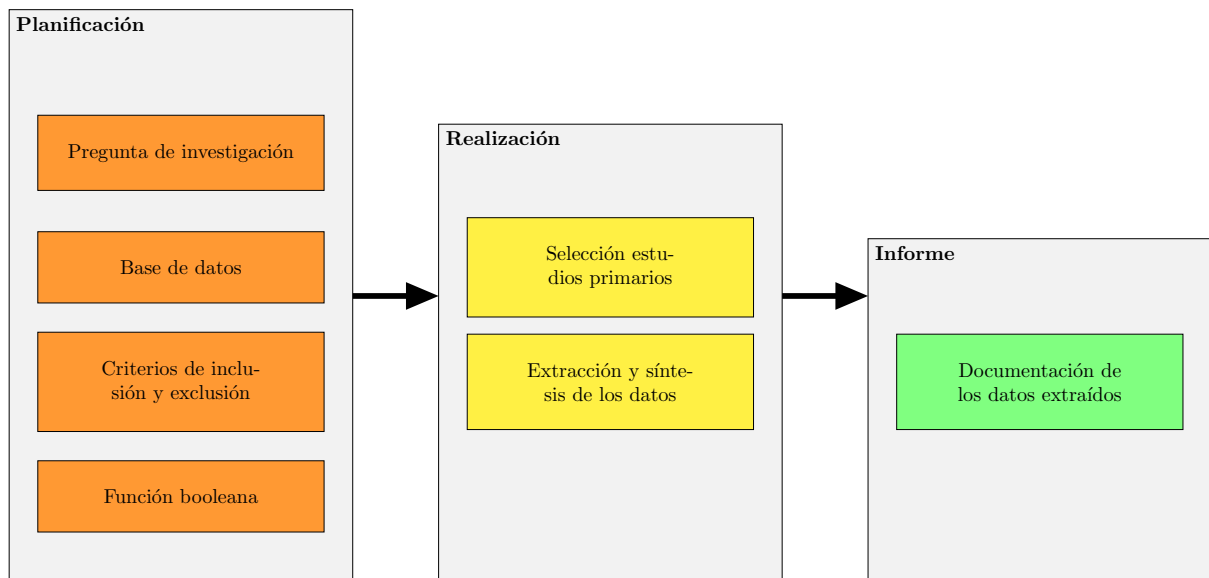 Planificación
Pregunta de investigación
Base de datos
Criterios de inclu-
sión y exclusión
Función booleana
Realización
Selección estu-
dios primarios
Extracción y sínte-
sis de los datos
Informe
Documentación de
los datos extraídos